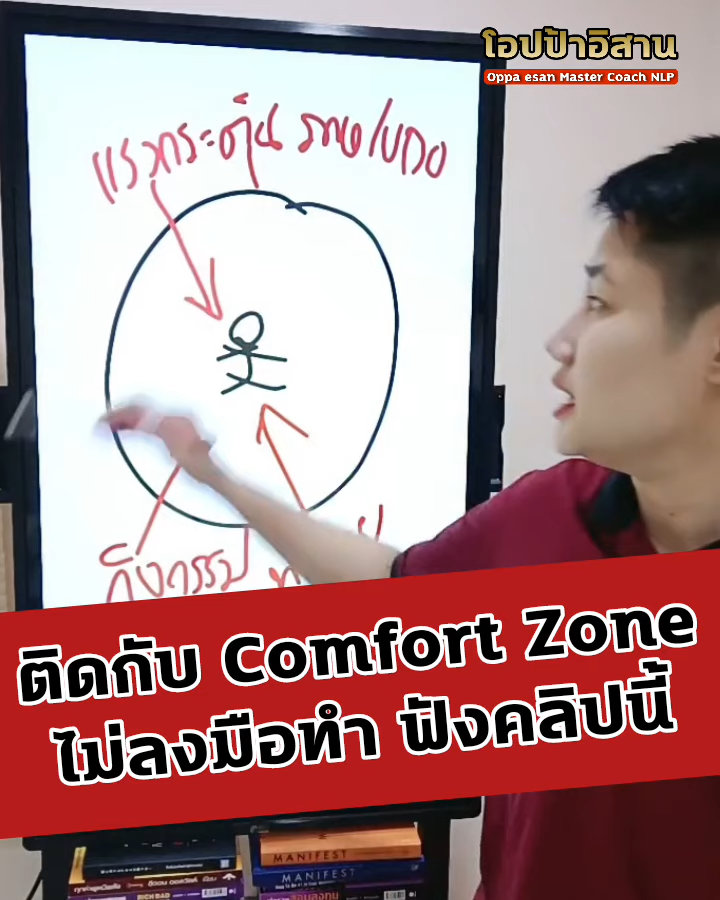 โอปป้าอิสาน
Oppa esan Master Coach NLP
แรงกระตุ้น ภายนอก
กิจกรรม
ติดกับ Comfort Zone
ไม่ลงมือทำ ฟังคลิปนี้
MANIFEST
MANIFEST
RICH DAD